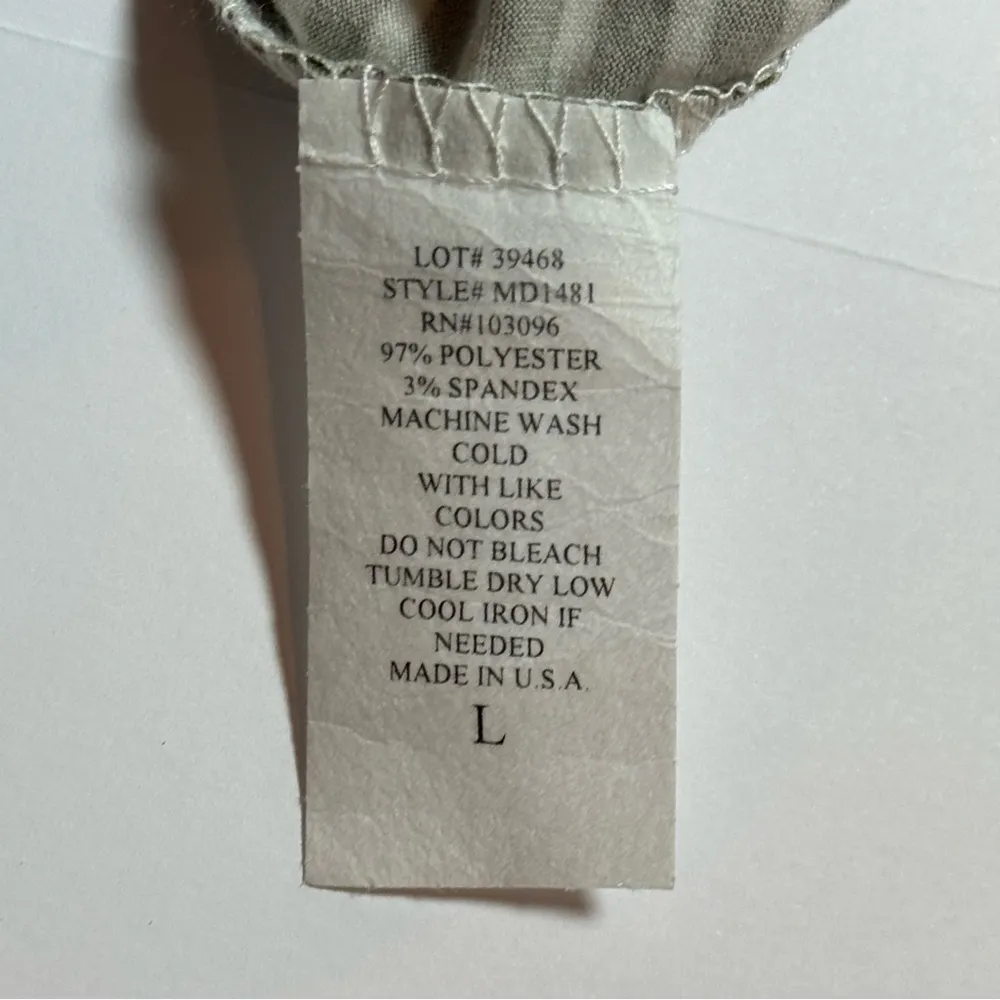 LOT# 39468
STYLE# MD1481
RN#103096
97% POLYESTER
3% SPANDEX
MACHINE WASH
COLD
WITH LIKE
COLORS
DO NOT BLEACH
TUMBLE DRY LOW
COOL IRON IF
NEEDED
MADE IN U.S.A.
L